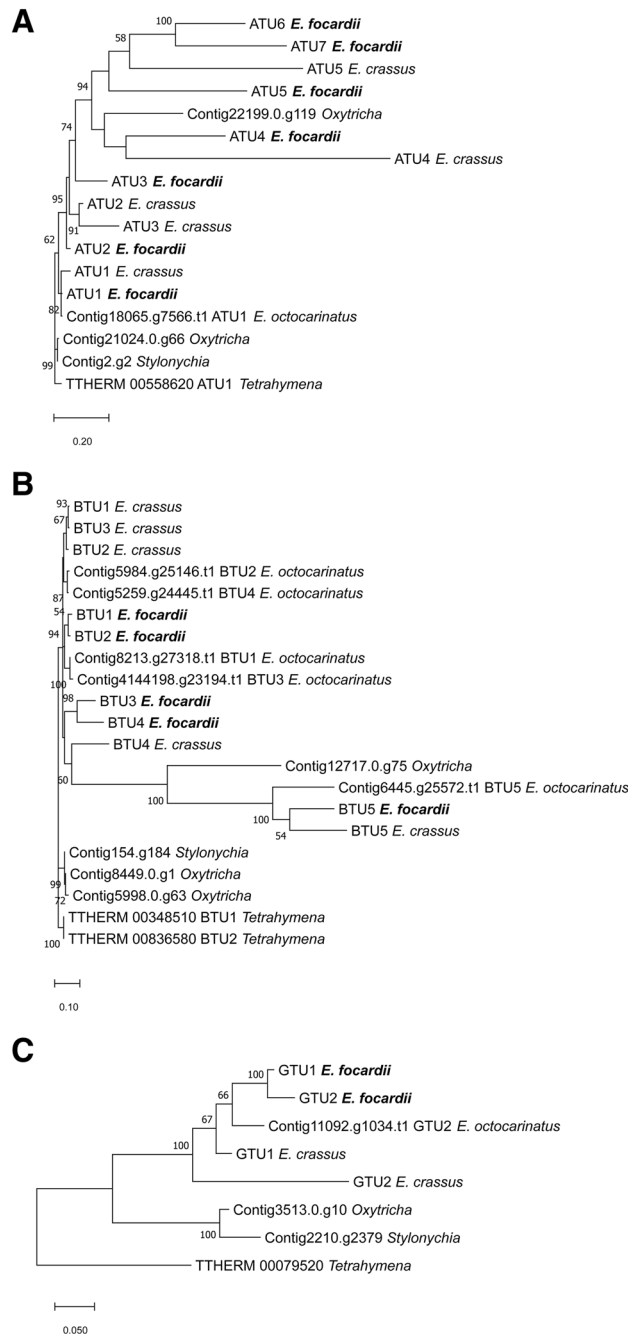 A
100
ATU6 E. focardii
58
ATU7 E. focardii
ATU5 E. crassus
94
ATU5 E. focardii
Contig22199.0.g119 Oxytricha
74
ATU4 E. focardii
ATU4 E. crassus
ATU3 E. focardii
95
ATU2 E. crassus
91
ATU3 E. crassus
62
ATU2 E. focardii
ATU1 E. crassus
ATU1 E. focardii
82
Contig18065.g7566.t1 ATU1 E. octocarinatus
Contig21024.0.g66 Oxytricha
99
Contig2.g2 Stylonychia
TTHERM 00558620 ATU1 Tetrahymena
0.20
B
93
BTU1 E. crassus
67
BTU3 E. crassus
BTU2 E. crassus
Contig5984.g25146.t1 BTU2 E. octocarinatus
87
Contig5259.g24445.t1 BTU4 E. octocarinatus
54
BTU1 E. focardii
94
BTU2 E. focardii
Contig8213.g27318.t1 BTU1 E. octocarinatus
100
Contig4144198.g23194.t1 BTU3 E. octocarinatus
98
BTU3 E. focardii
BTU4 E. focardii
BTU4 E. crassus
60
Contig12717.0.g75 Oxytricha
100
Contig6445.g25572.t1 BTU5 E. octocarinatus
100
BTU5 E. focardii
54
BTU5 E. crassus
Contig154.g184 Stylonychia
99
Contig8449.0.g1 Oxytricha
72
Contig5998.0.g63 Oxytricha
TTHERM 00348510 BTU1 Tetrahymena
100
TTHERM 00836580 BTU2 Tetrahymena
0.10
C
100
GTU1 E. focardii
66
GTU2 E. focardii
67
Contig11092.g1034.t1 GTU2 E. octocarinatus
100
GTU1 E. crassus
GTU2 E. crassus
Contig3513.0.g10 Oxytricha
100
Contig2210.g2379 Stylonychia
TTHERM 00079520 Tetrahymena
0.050